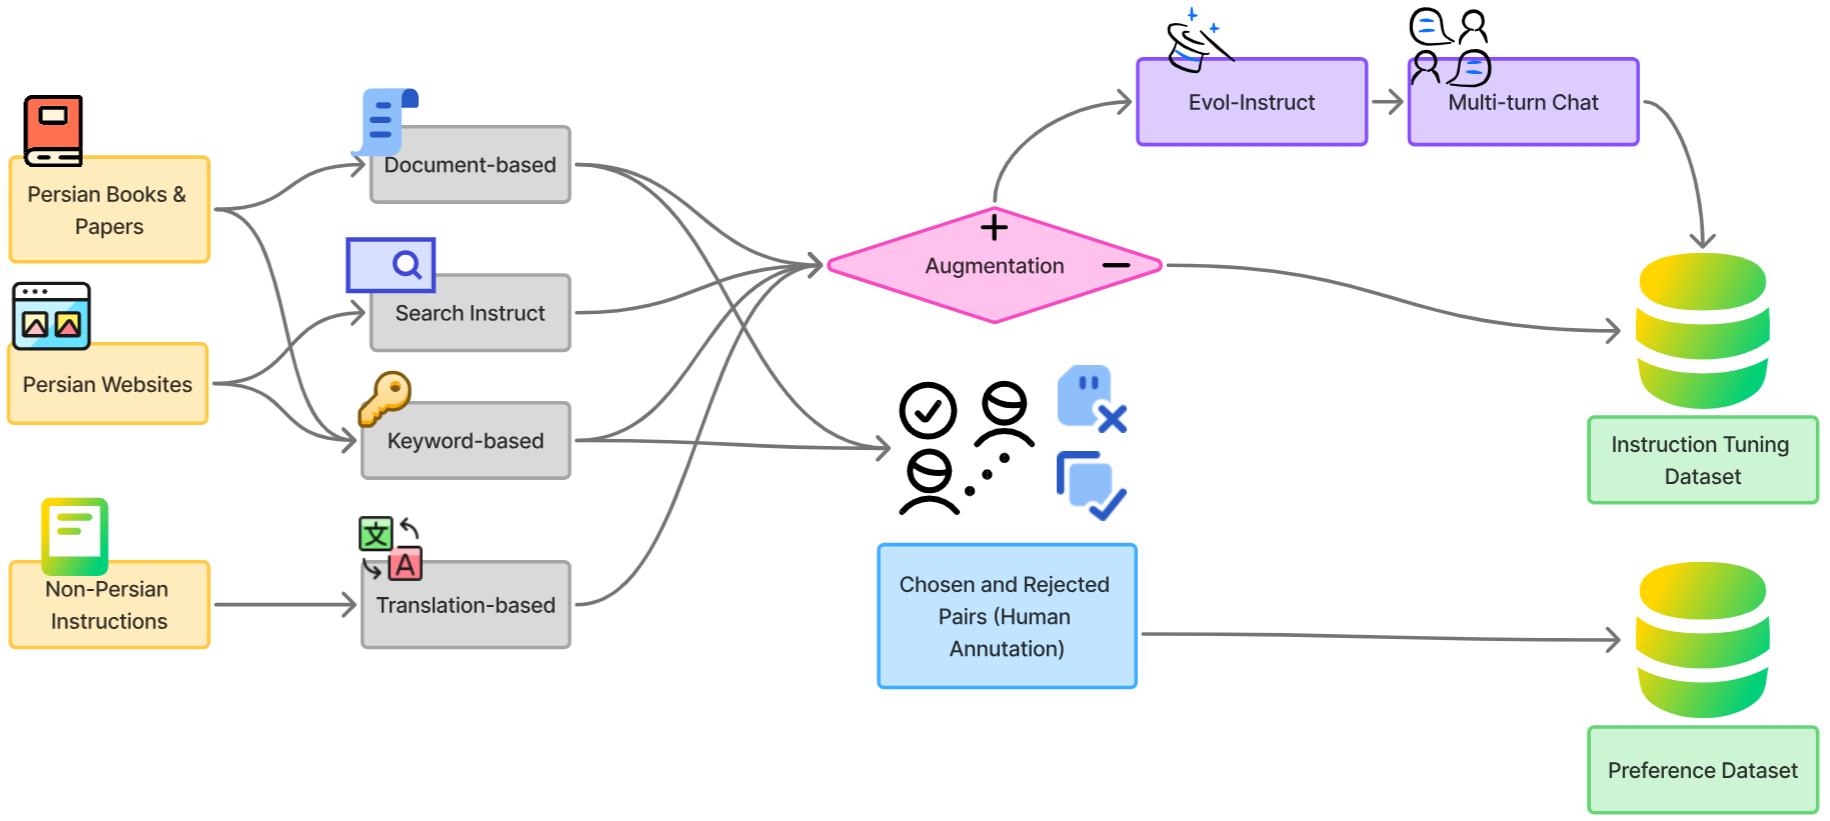 Persian Books &
Papers
Persian Websites
Non-Persian
Instructions
Document-based
Search Instruct
Keyword-based
文
A
Translation-based
Augmentation
Evol-Instruct
Multi-turn Chat
Chosen and Rejected
Pairs (Human
Annutation)
Instruction Tuning
Dataset
Preference Dataset